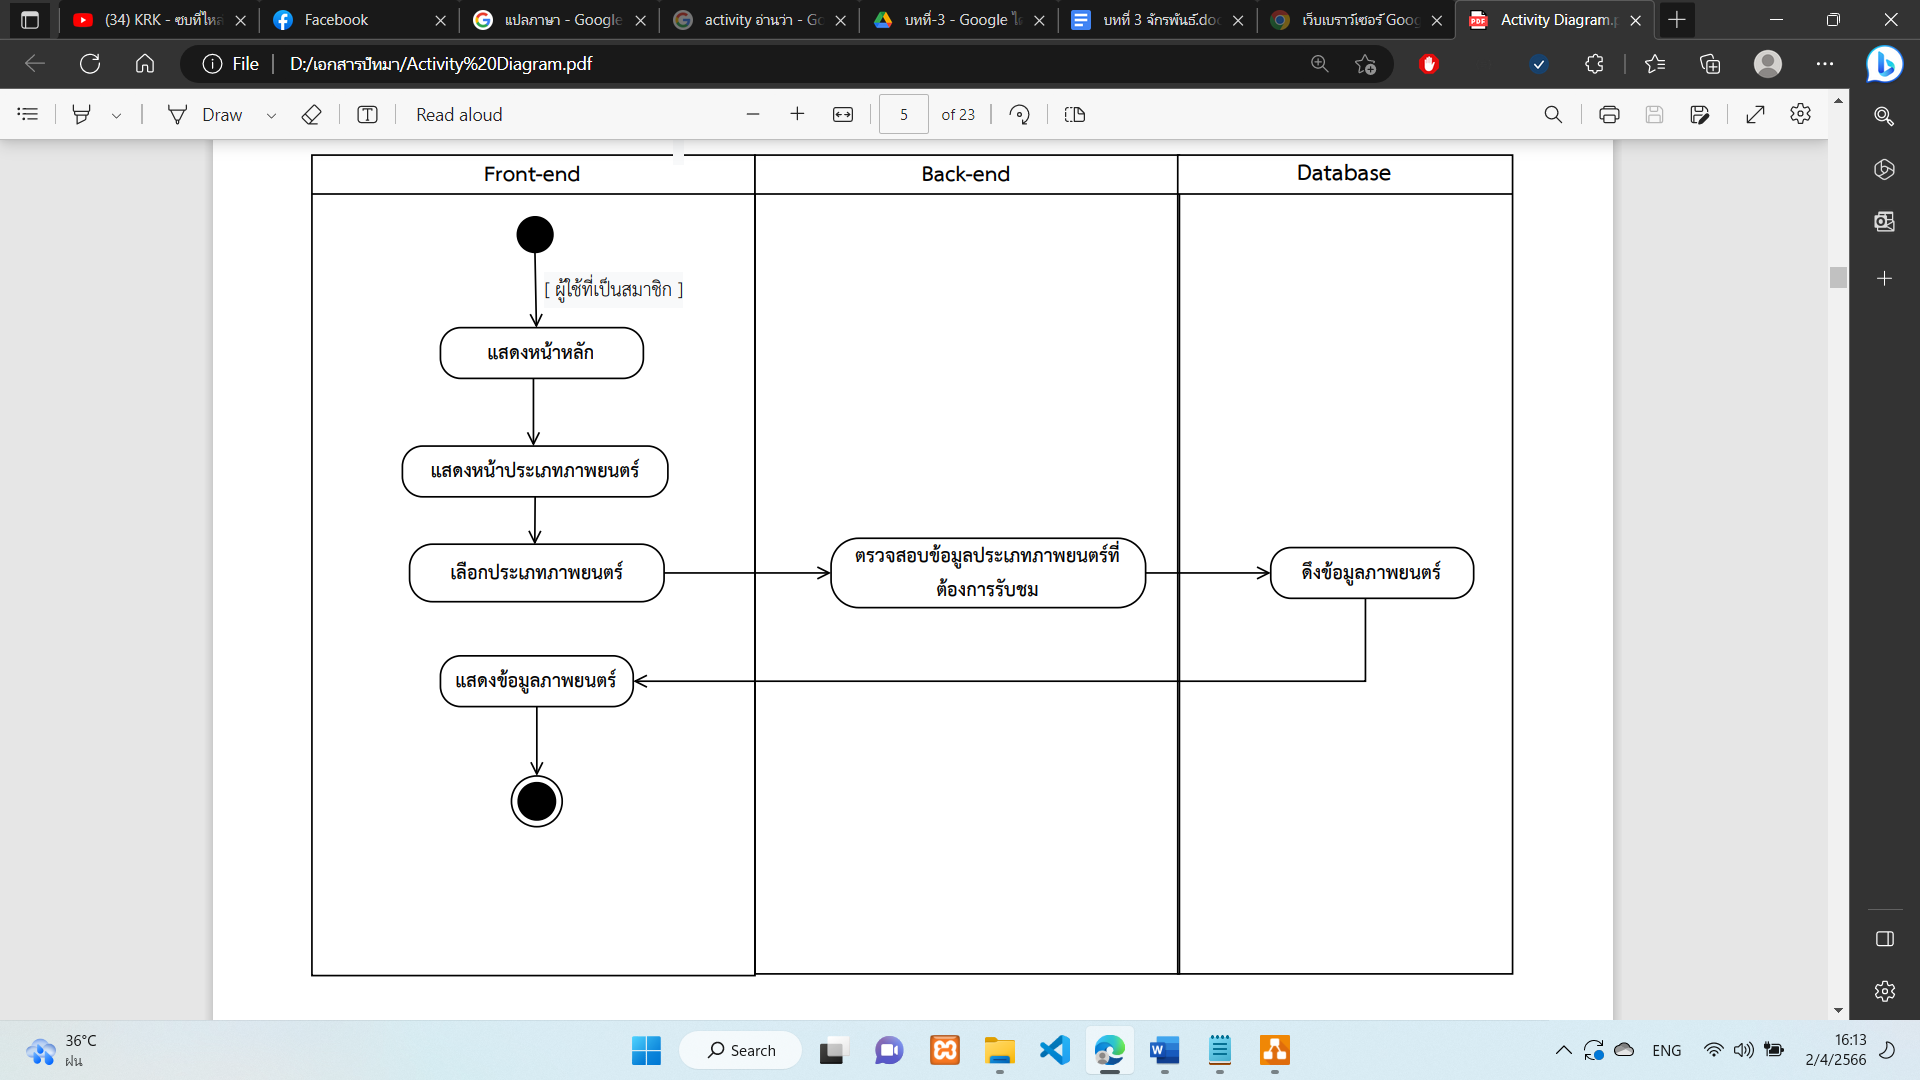 (34) KRK - ซบที่ไหล
Facebook
แปลภาษา - Google
activity อ่านว่า - Go
บทที่-3 - Google ไ
บทที่ 3 จักรพันธ์.doc
เว็บเบราว์เซอร์ Goog
Activity Diagram.p
File
D:/เอกสารปัทมา/Activity%20Diagram.pdf
Draw
Read aloud
5 of 23
Front-end
Back-end
Database
[ ผู้ใช้ที่เป็นสมาชิก ]
แสดงหน้าหลัก
แสดงหน้าประเภทภาพยนตร์
เลือกประเภทภาพยนตร์
ตรวจสอบข้อมูลประเภทภาพยนตร์ที่
ต้องการรับชม
ดึงข้อมูลภาพยนตร์
แสดงข้อมูลภาพยนตร์
36°C
ฝน
Search
ENG
16:13
2/4/2566